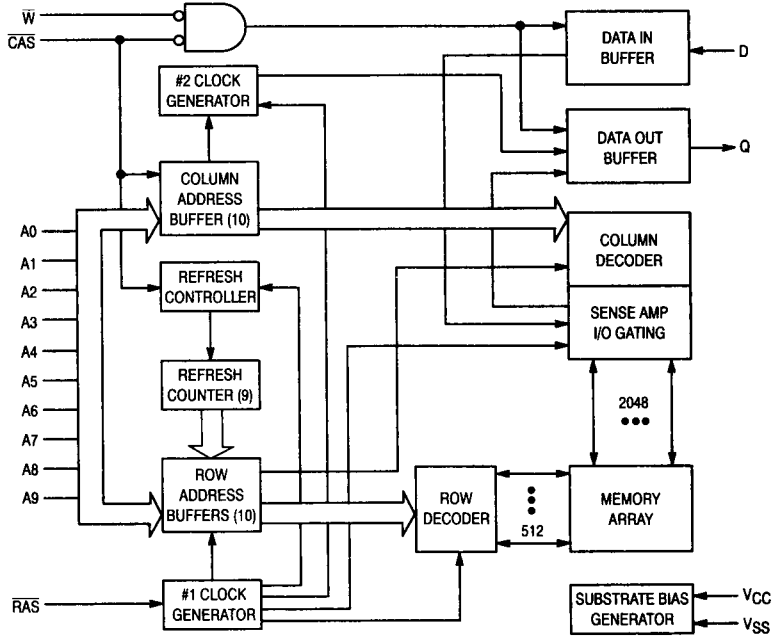 W̅
C̅A̅S̅
#2 CLOCK
GENERATOR
DATA IN
BUFFER
D
DATA OUT
BUFFER
Q
COLUMN
ADDRESS
BUFFER (10)
A0
A1
A2
A3
A4
A5
A6
A7
A8
A9
REFRESH
CONTROLLER
COLUMN
DECODER
SENSE AMP
I/O GATING
REFRESH
COUNTER (9)
2048
ROW
ADDRESS
BUFFERS (10)
ROW
DECODER
512
MEMORY
ARRAY
R̅A̅S̅
#1 CLOCK
GENERATOR
SUBSTRATE BIAS
GENERATOR
VCC
VSS